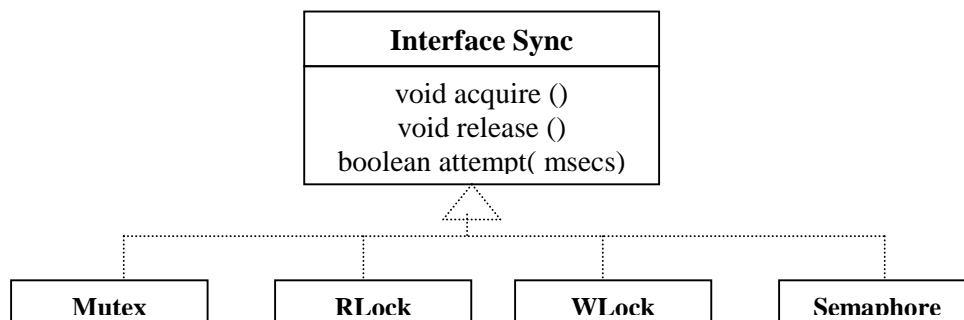 Interface Sync
void acquire ()
void release ()
boolean attempt( msecs)
Mutex RLock WLock Semaphore